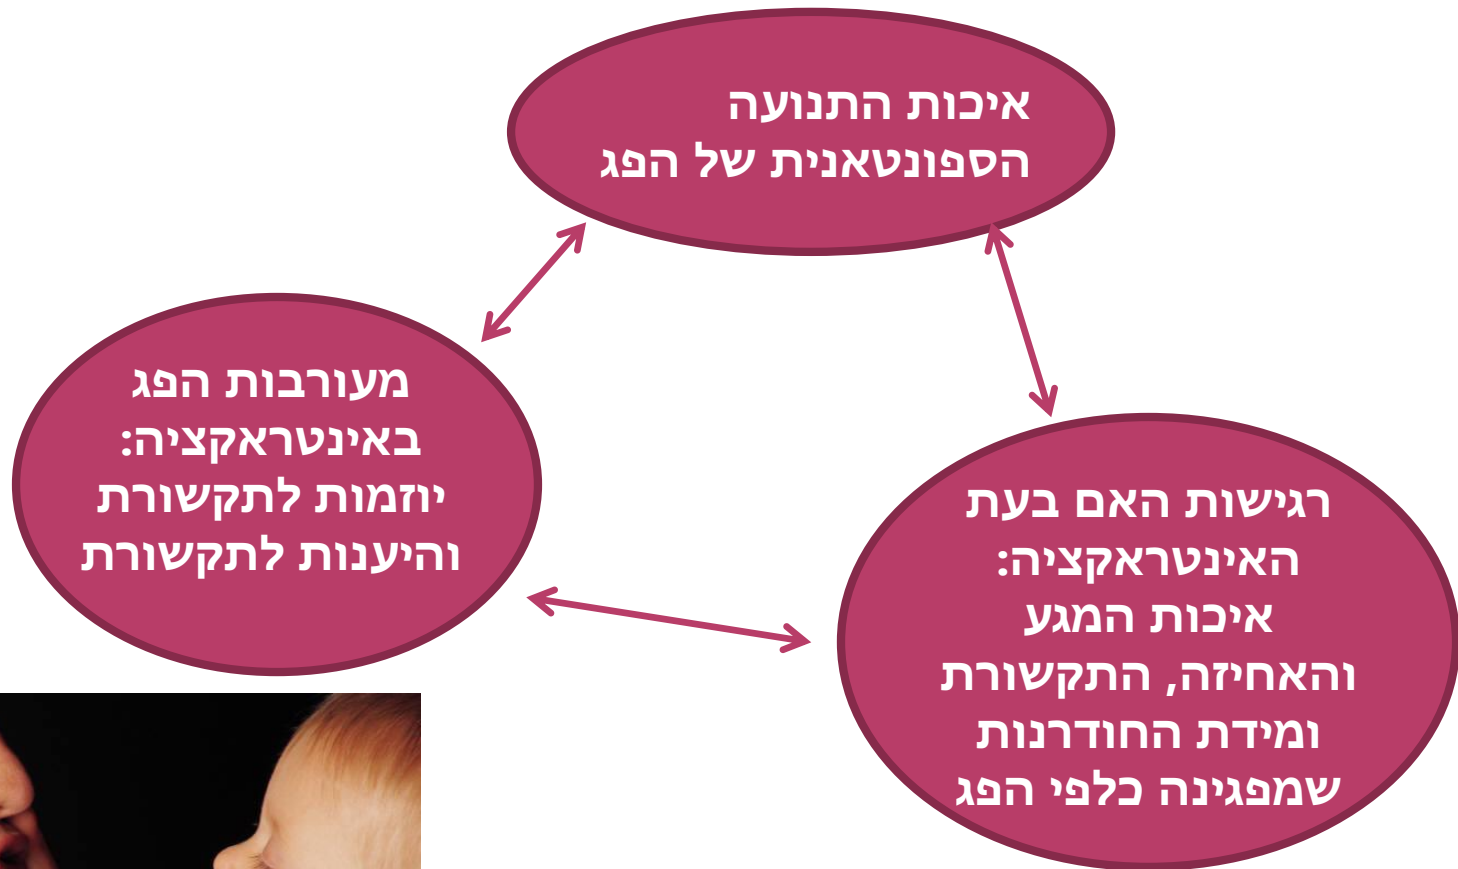 איכות התנועה
הספונטאנית של הפג
מעורבות הפג
באינטראקציה:
יוזמות לתקשורת
והיענות לתקשורת
רגישות האם בעת
האינטראקציה:
איכות המגע
והאחיזה, התקשורת
ומידת החודרנות
שמפגינה כלפי הפג